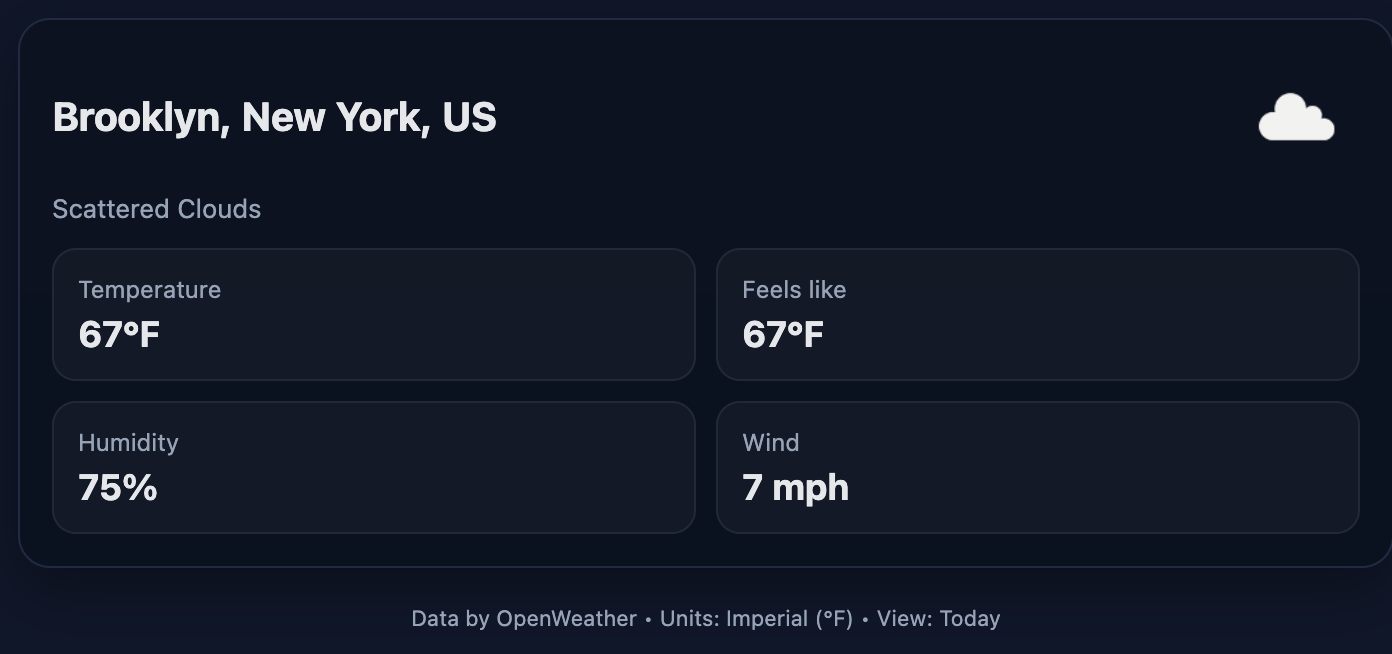 Brooklyn, New York, US
Scattered Clouds
Temperature
67°F
Feels like
67°F
Humidity
75%
Wind
7 mph
Data by OpenWeather • Units: Imperial (°F) • View: Today